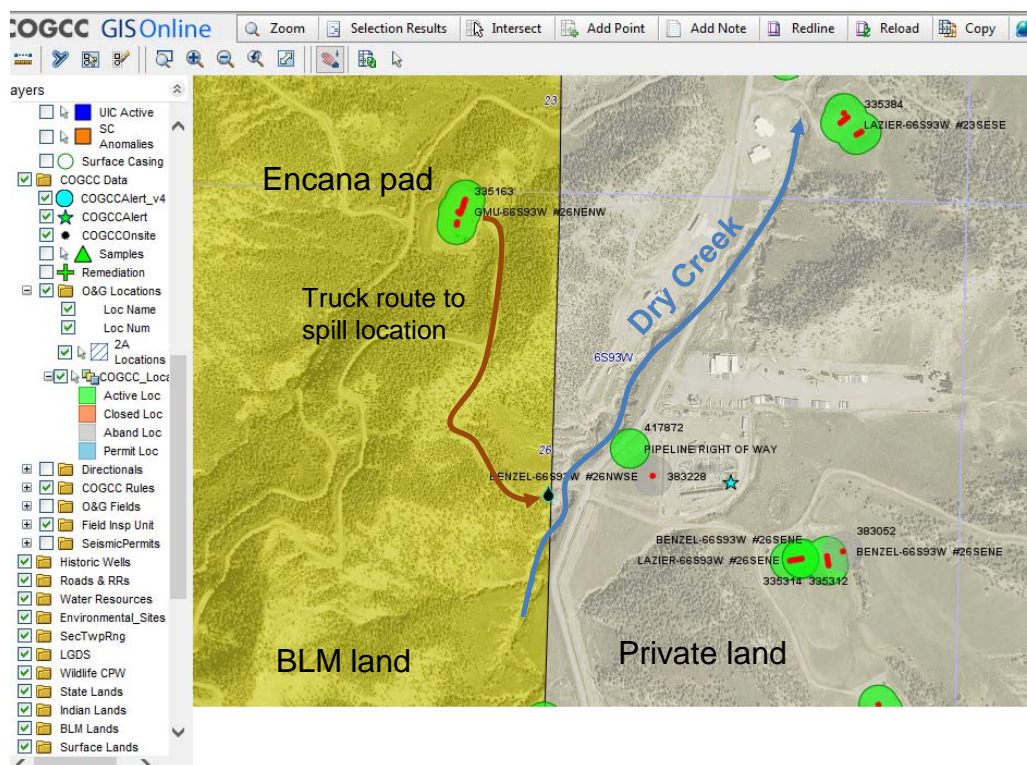 COGCC GISOnline
Zoom
Selection Results
Intersect
Add Point
Add Note
Redline
Reload
Copy
ayers
UIC Active
SC
Anomalies
Surface Casing
COGCC Data
COGCCAlert_v4
COGCCAlert
COGCCOnsite
Samples
Remediation
O&G Locations
Loc Name
Loc Num
2A
Locations
COGCC_Loca
Active Loc
Closed Loc
Aband Loc
Permit Loc
Directionals
COGCC Rules
O&G Fields
Field Insp Unit
SeismicPermits
Historic Wells
Roads & RRs
Water Resources
Environmental_Sites
SecTwpRng
LGDS
Wildlife CPW
State Lands
Indian Lands
BLM Lands
Surface Lands
23
335384
LAZIER-66S93W #23SESE
Encana pad
335163
GMU-66S93W #26NENW
Dry Creek
Truck route to
spill location
6S93W
417872
26
PIPELINE RIGHT OF WAY
BENZEL-66S93W #26NWSE
383228
383052
BENZEL-66S93W #26SENE
BENZEL-66S93W #26SENE
LAZIER-66S93W #26SENE
335314
335312
BLM land
Private land